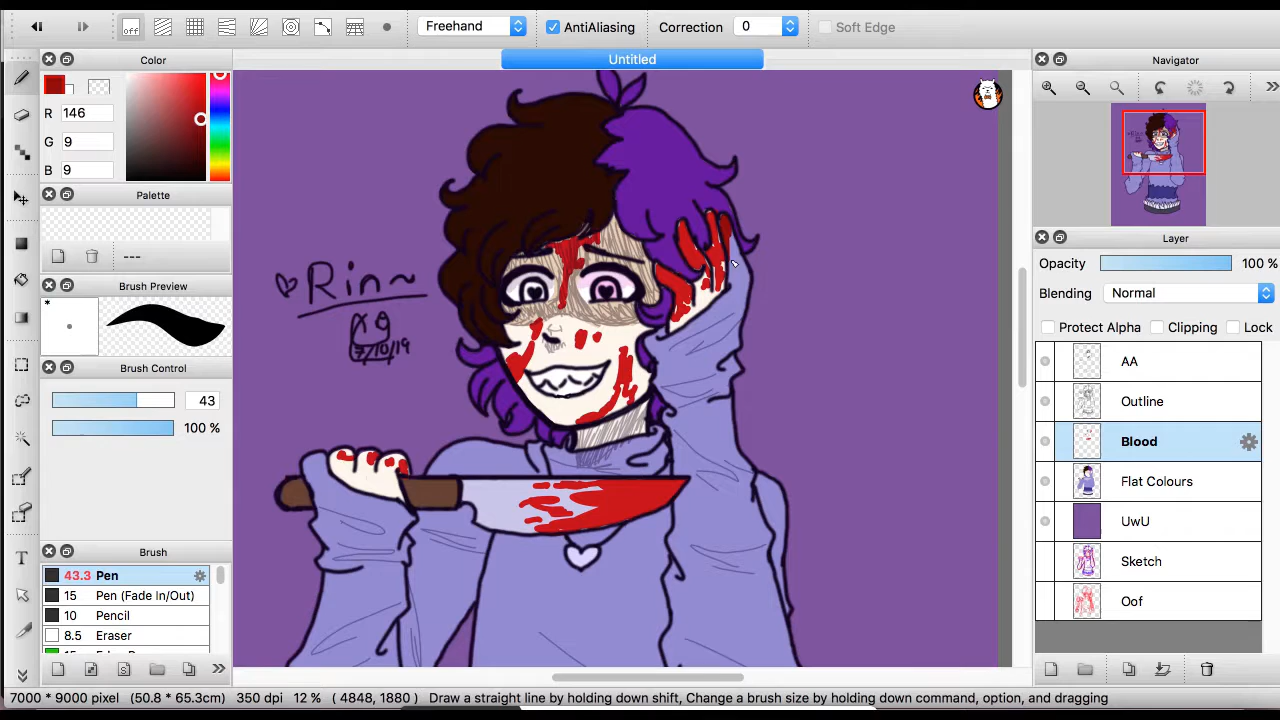 off
Freehand
AntiAliasing
Correction
0
Soft Edge
Untitled
Color
R 146
G 9
B 9
Palette
---
Brush Preview
*
Brush Control
43
100 %
Brush
43.3 Pen
15 Pen (Fade In/Out)
10 Pencil
8.5 Eraser
Rin~
7/10/19
Navigator
Layer
Opacity 100 %
Blending Normal
Protect Alpha Clipping Lock
AA
Outline
Blood
Flat Colours
UwU
Sketch
Oof
7000 * 9000 pixel (50.8 * 65.3cm) 350 dpi 12 % ( 4848, 1880 ) Draw a straight line by holding down shift, Change a brush size by holding down command, option, and dragging